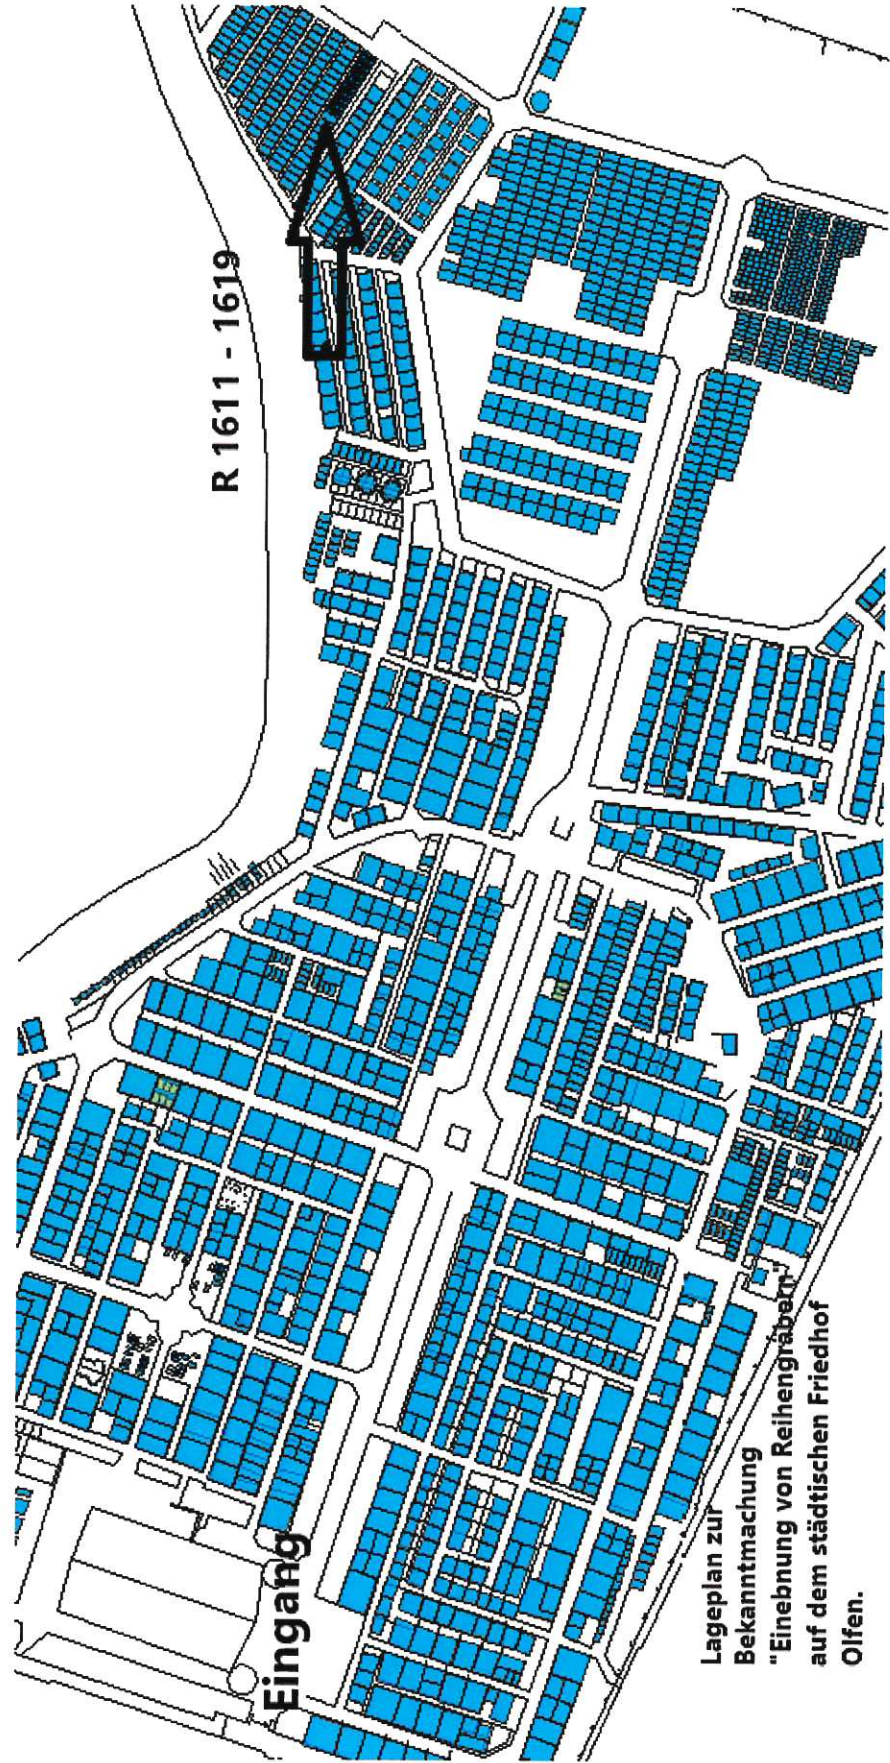 R 1611 - 1619
Eingang
Lageplan zur
Bekanntmachung
"Einebnung von Reihengräbern"
auf dem städtischen Friedhof
Olfen.